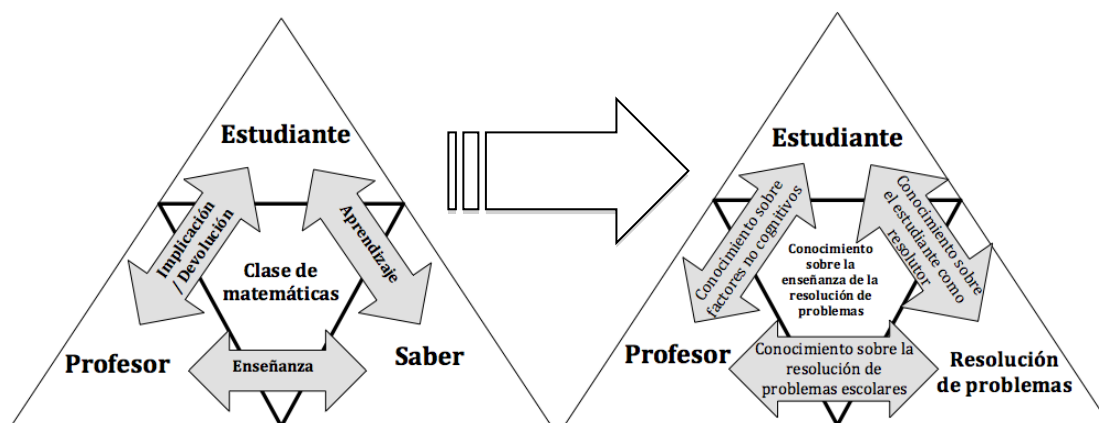 Estudiante
Implicación
/ Devolución
Aprendizaje
Clase de
matemáticas
Profesor
Saber
Enseñanza
Estudiante
Conocimiento sobre
factores no cognitivos
Conocimiento sobre
el estudiante como
resolutor
Conocimiento
sobre la
enseñanza de la
resolución de
problemas
Profesor
Conocimiento sobre la
resolución de
problemas escolares
Resolución
de problemas